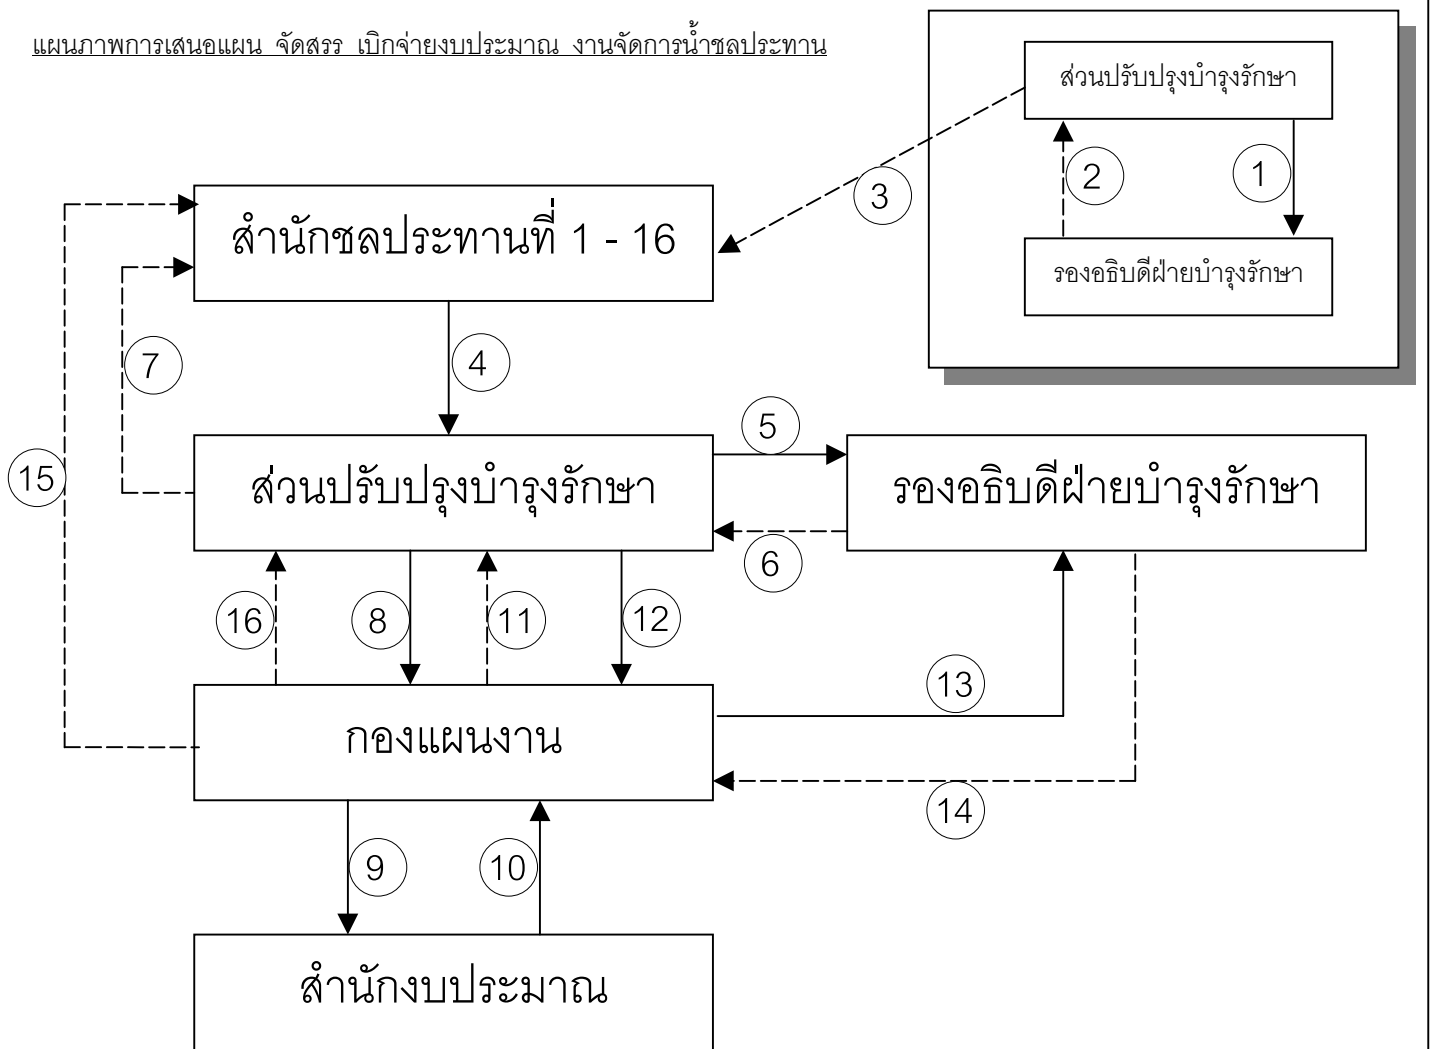 แผนภาพการเสนอแผน จัดสรร เบิกจ่ายงบประมาณ งานจัดการน้ำชลประทาน
ส่วนปรับปรุงบำรุงรักษา
2
1
3
รองอธิบดีฝ่ายบำรุงรักษา
สำนักชลประทานที่ 1 - 16
7
4
5
15
ส่วนปรับปรุงบำรุงรักษา
รองอธิบดีฝ่ายบำรุงรักษา
6
16
8
11
12
13
กองแผนงาน
14
9
10
สำนักงบประมาณ